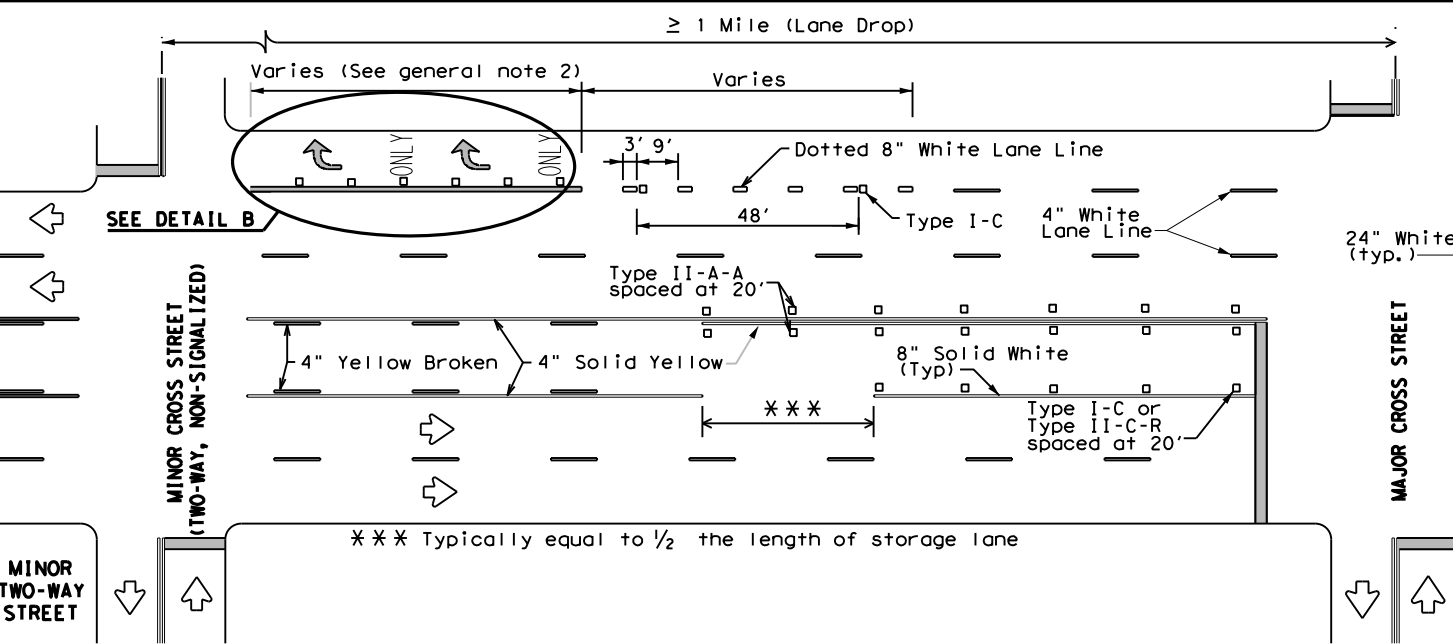 ≥ 1 Mile (Lane Drop)
Varies (See general note 2)
Varies
ONLY
ONLY
3' 9'
Dotted 8" White Lane Line
SEE DETAIL B
48'
Type I-C
4" White
Lane Line
24" White
(typ.)
Type II-A-A
spaced at 20'
4" Yellow Broken
4" Solid Yellow
8" Solid White
(Typ)
***
Type I-C or
Type II-C-R
spaced at 20'
MINOR CROSS STREET
(TWO-WAY, NON-SIGNALIZED)
MAJOR CROSS STREET
*** Typically equal to ½ the length of storage lane
MINOR
TWO-WAY
STREET